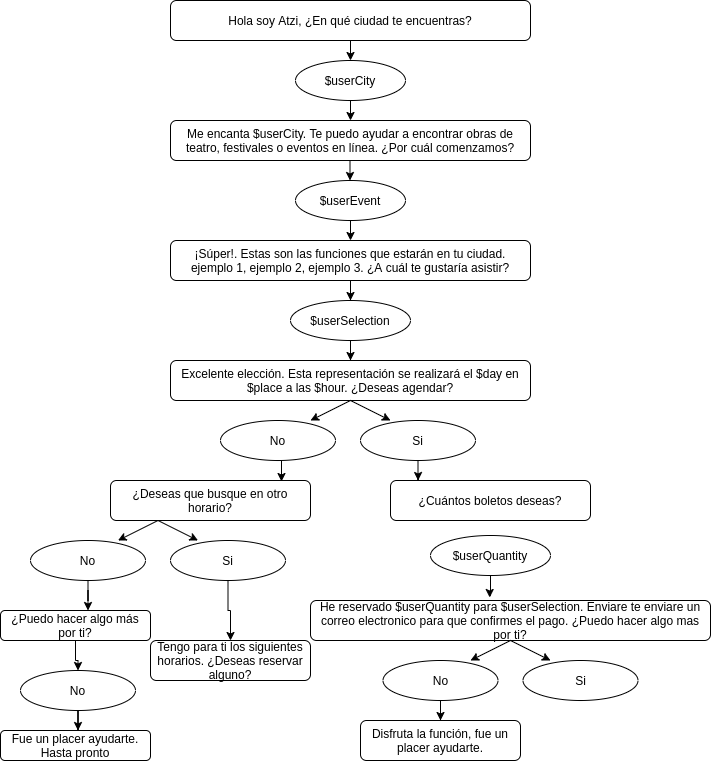 Hola soy Atzi, ¿En qué ciudad te encuentras?
$userCity
Me encanta $userCity. Te puedo ayudar a encontrar obras de
teatro, festivales o eventos en línea. ¿Por cuál comenzamos?
$userEvent
¡Súper!. Estas son las funciones que estarán en tu ciudad.
ejemplo 1, ejemplo 2, ejemplo 3. ¿A cuál te gustaría asistir?
$userSelection
Excelente elección. Esta representación se realizará el $day en
$place a las $hour. ¿Deseas agendar?
No
Si
¿Deseas que busque en otro
horario?
¿Cuántos boletos deseas?
No
Si
$userQuantity
¿Puedo hacer algo más
por ti?
He reservado $userQuantity para $userSelection. Enviare te enviare un
correo electronico para que confirmes el pago. ¿Puedo hacer algo mas
por ti?
Tengo para ti los siguientes
horarios. ¿Deseas reservar
alguno?
No
No
Si
Fue un placer ayudarte.
Hasta pronto
Disfruta la función, fue un
placer ayudarte.